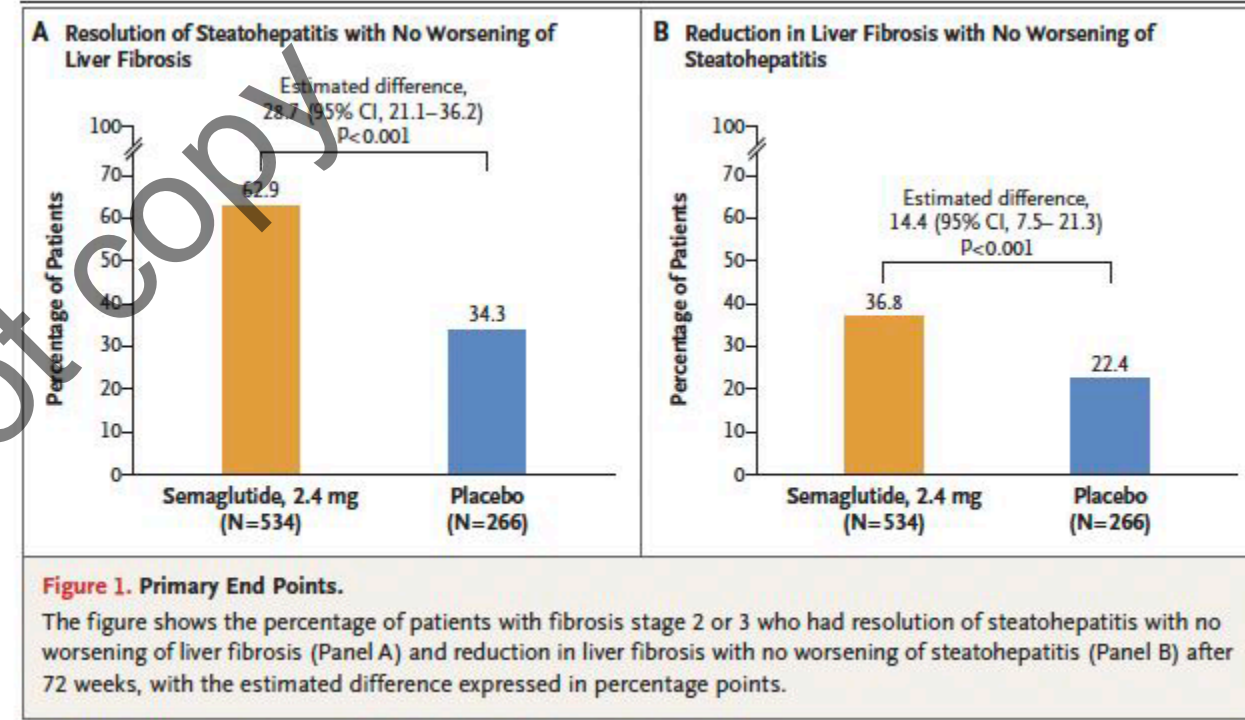 A Resolution of Steatohepatitis with No Worsening of
Liver Fibrosis
Estimated difference,
28.7 (95% CI, 21.1–36.2)
P<0.001
100
70
60
50
40
30
20
10
0
Percentage of Patients
62.9
34.3
Semaglutide, 2.4 mg
(N=534)
Placebo
(N=266)
B Reduction in Liver Fibrosis with No Worsening of
Steatohepatitis
Estimated difference,
14.4 (95% CI, 7.5– 21.3)
P<0.001
100
70
60
50
40
30
20
10
0
Percentage of Patients
36.8
22.4
Semaglutide, 2.4 mg
(N=534)
Placebo
(N=266)
Figure 1. Primary End Points.
The figure shows the percentage of patients with fibrosis stage 2 or 3 who had resolution of steatohepatitis with no
worsening of liver fibrosis (Panel A) and reduction in liver fibrosis with no worsening of steatohepatitis (Panel B) after
72 weeks, with the estimated difference expressed in percentage points.
ot copy